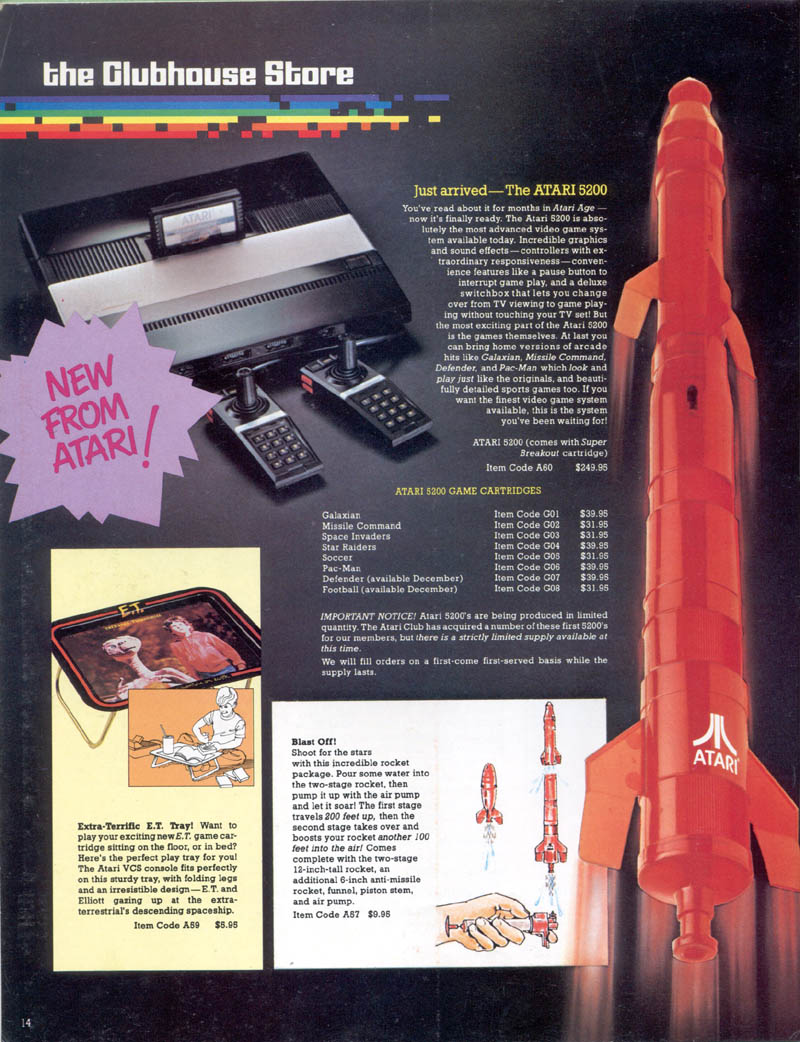 the Clubhouse Store
Just arrived—The ATARI 5200
You've read about it for months in Atari Age —
now it's finally ready. The Atari 5200 is abso-
lutely the most advanced video game sys-
tem available today. Incredible graphics
and sound effects—controllers with ex-
traordinary responsiveness—conven-
ience features like a pause button to
interrupt game play, and a deluxe
switchbox that lets you change
over from TV viewing to game play-
ing without touching your TV set! But
the most exciting part of the Atari 5200
is the games themselves. At last you
can bring home versions of arcade
hits like Galaxian, Missile Command,
Defender, and Pac-Man which look and
play just like the originals, and beauti-
fully detailed sports games too. If you
want the finest video game system
available, this is the system
you've been waiting for!
ATARI 5200 (comes with Super
Breakout cartridge)
Item Code A60 $249.95
ATARI
NEW
FROM
ATARI!
ATARI 5200 GAME CARTRIDGES
Galaxian Item Code G01 $39.95
Missile Command Item Code G02 $31.95
Space Invaders Item Code G03 $31.95
Star Raiders Item Code G04 $39.95
Soccer Item Code G05 $31.95
Pac-Man Item Code G06 $39.95
Defender (available December) Item Code G07 $39.95
Football (available December) Item Code G08 $31.95
IMPORTANT NOTICE! Atari 5200's are being produced in limited
quantity. The Atari Club has acquired a number of these first 5200's
for our members, but there is a strictly limited supply available at
this time.
We will fill orders on a first-come first-served basis while the
supply lasts.
E.T.
Extra-Terrific E.T. Tray! Want to
play your exciting new E.T. game car-
tridge sitting on the floor, or in bed?
Here's the perfect play tray for you!
The Atari VCS console fits perfectly
on this sturdy tray, with folding legs
and an irresistible design—E.T. and
Elliott gazing up at the extra-
terrestrial's descending spaceship.
Item Code A59 $5.95
Blast Off!
Shoot for the stars
with this incredible rocket
package. Pour some water into
the two-stage rocket, then
pump it up with the air pump
and let it soar! The first stage
travels 200 feet up, then the
second stage takes over and
boosts your rocket another 100
feet into the air! Comes
complete with the two-stage
12-inch-tall rocket, an
additional 6-inch anti-missile
rocket, funnel, piston stem,
and air pump.
Item Code A57 $9.95
ATARI
14